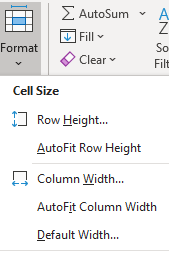 AutoSum
Format
Fill
Clear
Cell Size
Row Height...
AutoFit Row Height
Column Width...
AutoFit Column Width
Default Width...